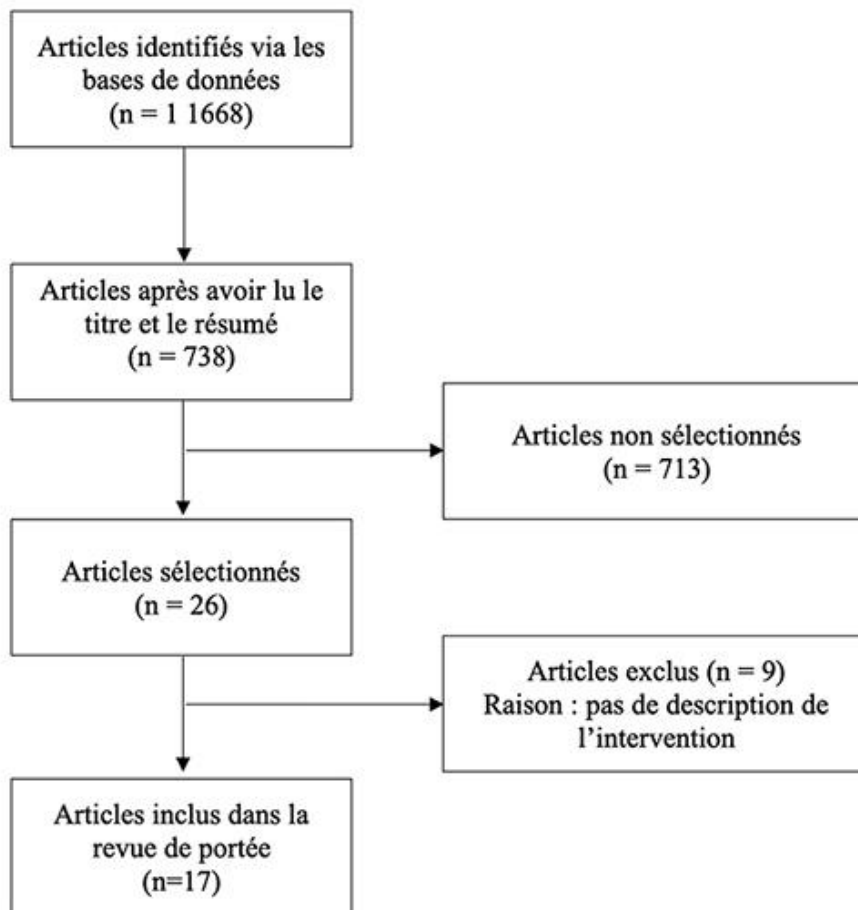 Articles identifiés via les
bases de données
(n = 1 1668)
Articles après avoir lu le
titre et le résumé
(n = 738)
Articles non sélectionnés
(n = 713)
Articles sélectionnés
(n = 26)
Articles exclus (n = 9)
Raison : pas de description de
l’intervention
Articles inclus dans la
revue de portée
(n=17)